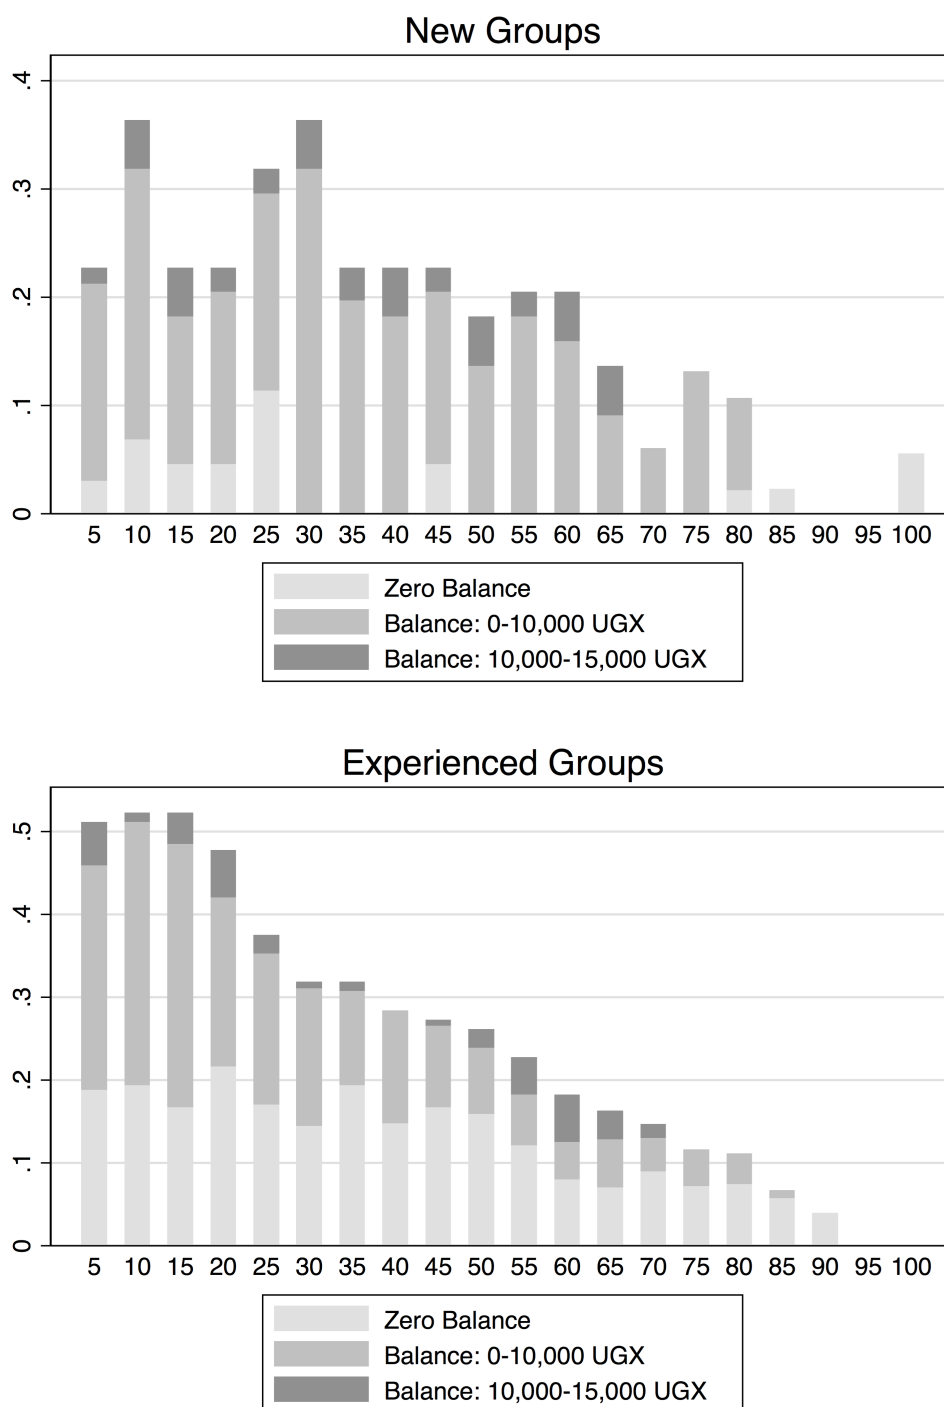 New Groups
.4
.3
.2
.1
0
5 10 15 20 25 30 35 40 45 50 55 60 65 70 75 80 85 90 95 100
Zero Balance
Balance: 0-10,000 UGX
Balance: 10,000-15,000 UGX
Experienced Groups
.5
.4
.3
.2
.1
0
5 10 15 20 25 30 35 40 45 50 55 60 65 70 75 80 85 90 95 100
Zero Balance
Balance: 0-10,000 UGX
Balance: 10,000-15,000 UGX